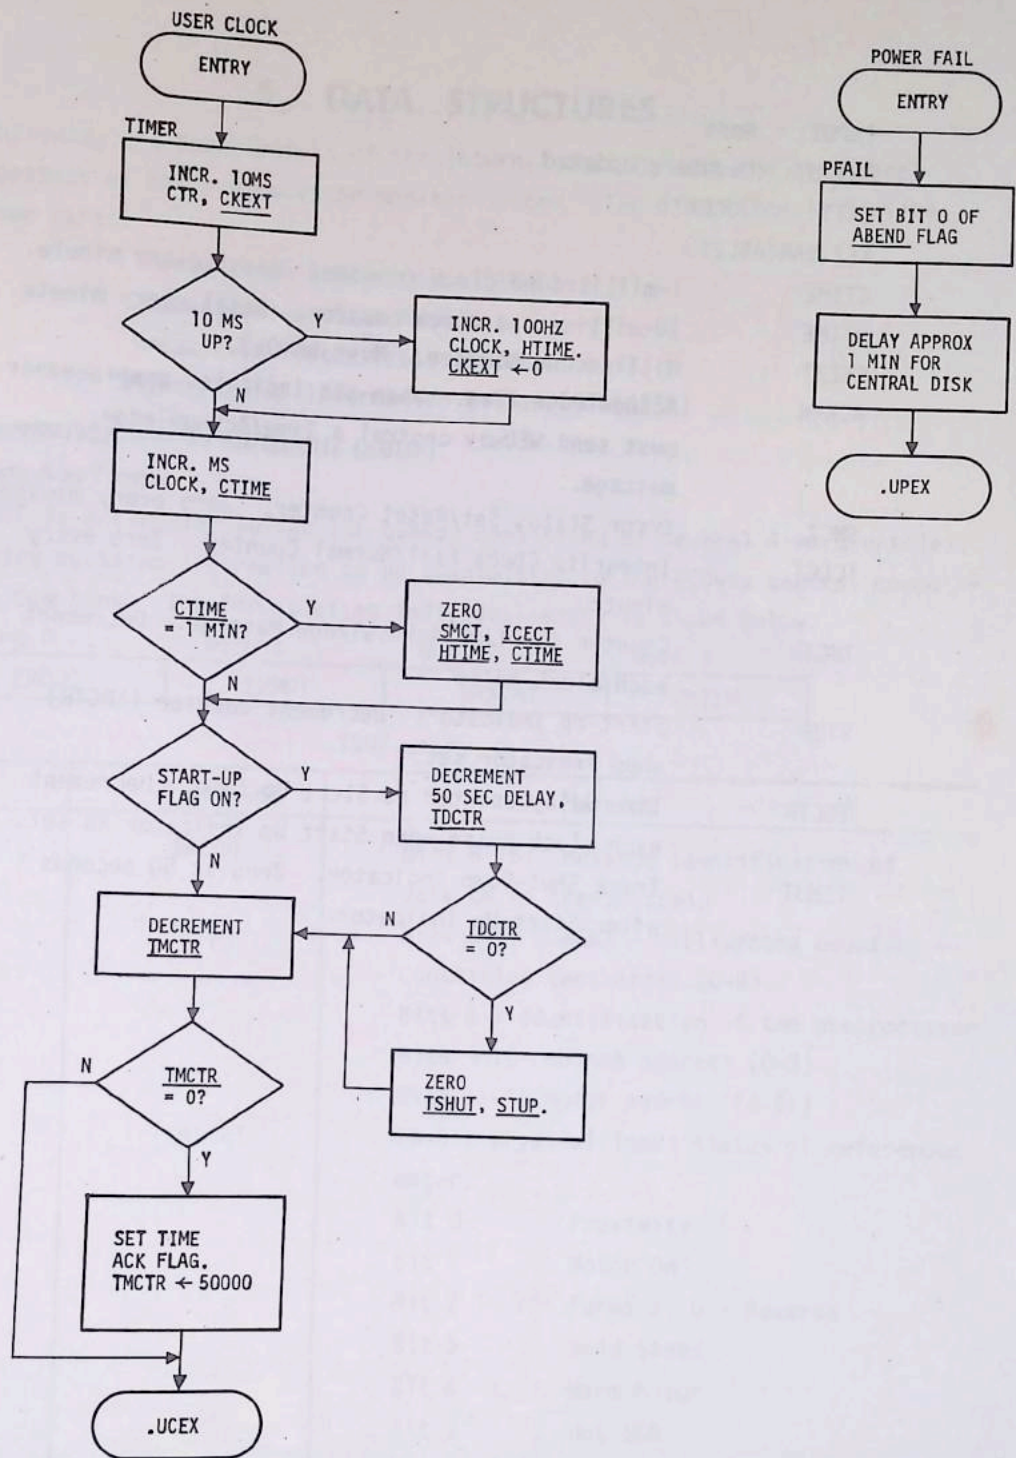 USER CLOCK
ENTRY
TIMER
INCR. 10MS
CTR, CKEXT
10 MS
UP?
Y
INCR. 100HZ
CLOCK, HTIME.
CKEXT ← 0
N
INCR. MS
CLOCK, CTIME
CTIME
= 1 MIN?
Y
ZERO
SMCT, ICECT
HTIME, CTIME
N
START-UP
FLAG ON?
Y
DECREMENT
50 SEC DELAY,
TDCTR
N
DECREMENT
TMCTR
N
TDCTR
= 0?
Y
ZERO
TSHUT, STUP.
N
TMCTR
= 0?
Y
SET TIME
ACK FLAG.
TMCTR ← 50000
.UCEX
POWER FAIL
ENTRY
PFAIL
SET BIT 0 OF
ABEND FLAG
DELAY APPROX
1 MIN FOR
CENTRAL DISK
.UPEX
5. DATA STRUCTURES